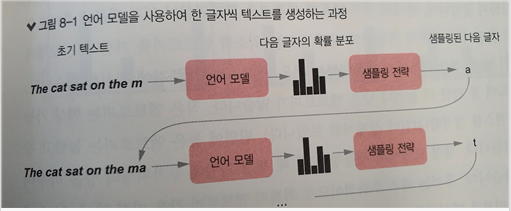 그림 8-1 언어 모델을 사용하여 한 글자씩 텍스트를 생성하는 과정
초기 텍스트
다음 글자의 확률 분포
샘플링된 다음 글자
The cat sat on the m
언어 모델
샘플링 전략
a
The cat sat on the ma
언어 모델
샘플링 전략
t
...